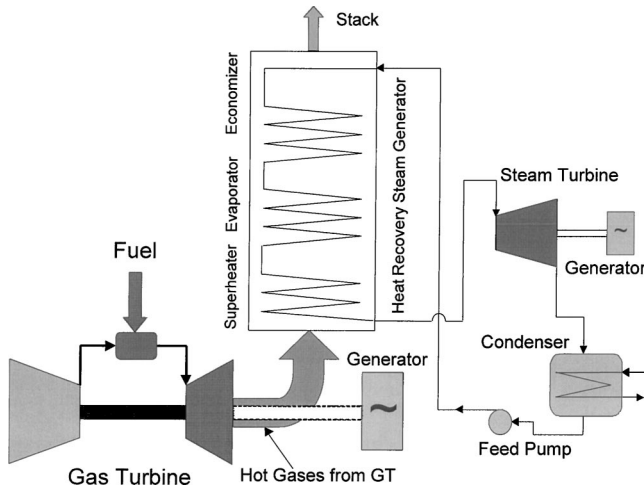 Stack
Economizer
Evaporator
Superheater
Heat Recovery Steam Generator
Steam Turbine
~
Generator
Fuel
Condenser
Generator
~
Feed Pump
Gas Turbine
Hot Gases from GT